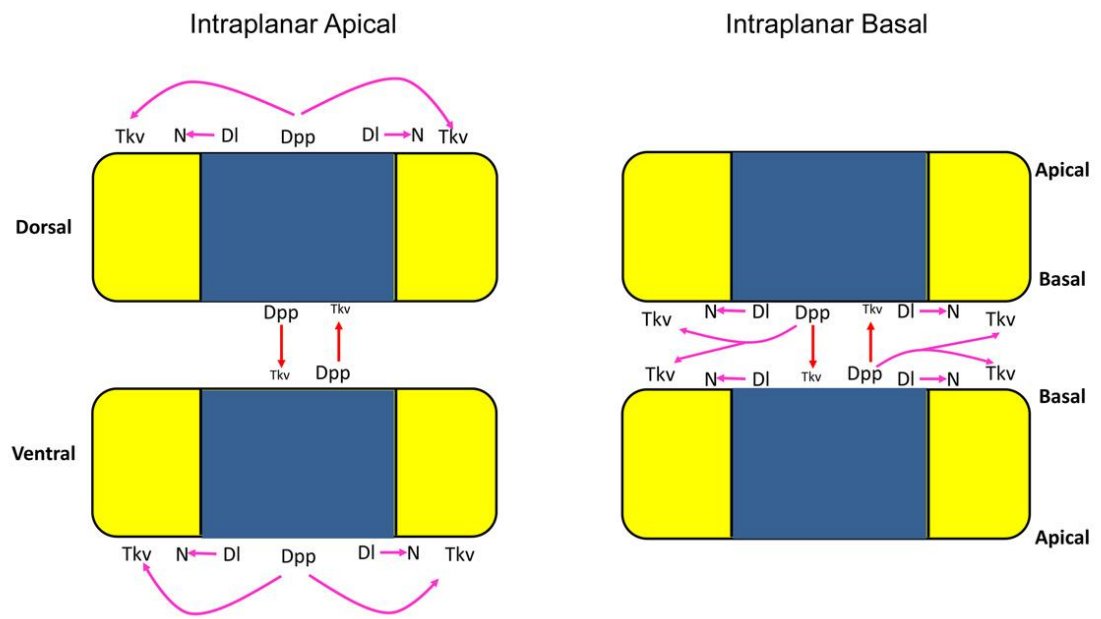 Intraplanar Apical
Tkv N Dl Dpp Dl N Tkv
Dorsal
Dpp Tkv
Tkv Dpp
Ventral
Tkv N Dl Dpp Dl N Tkv
Intraplanar Basal
Apical
Basal
Tkv N Dl Dpp Tkv Dl N Tkv
Tkv N Dl Tkv Dpp Dl N Tkv
Basal
Apical